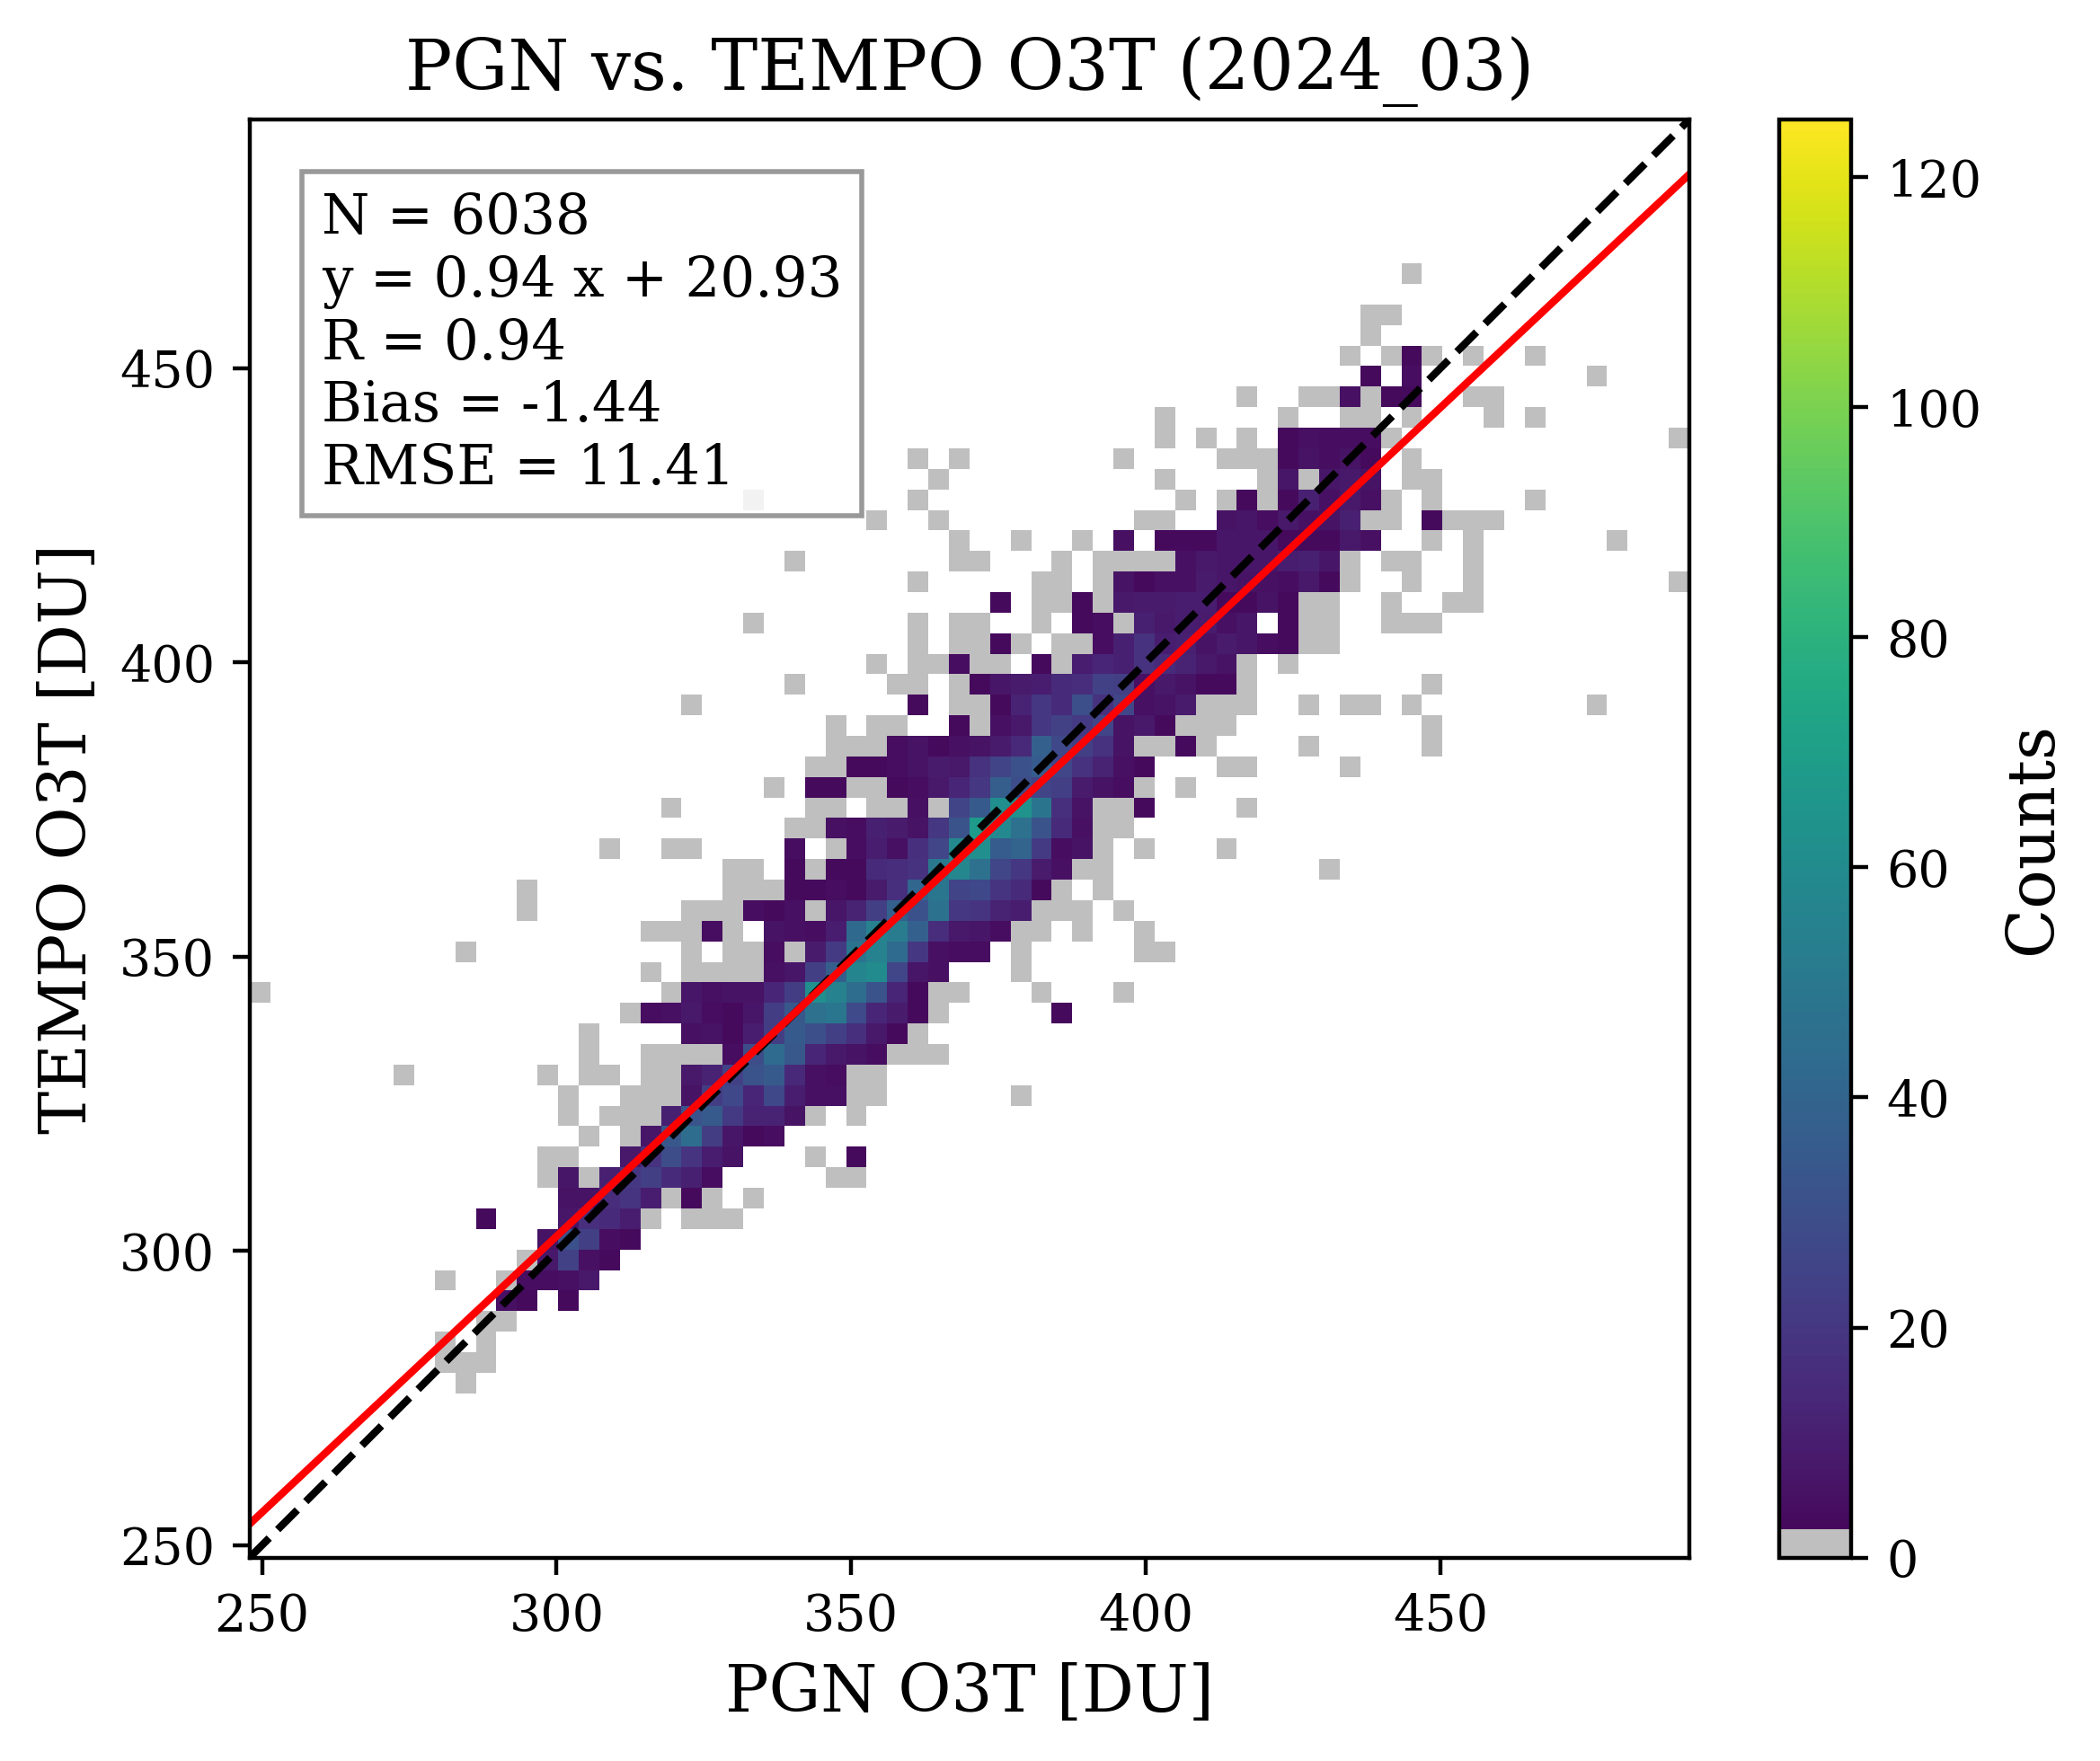 PGN vs. TEMPO O3T (2024_03)
N = 6038
y = 0.94 x + 20.93
R = 0.94
Bias = -1.44
RMSE = 11.41
TEMPO O3T [DU]
450
400
350
300
250
250 300 350 400 450
PGN O3T [DU]
120
100
80
60
40
20
0
Counts